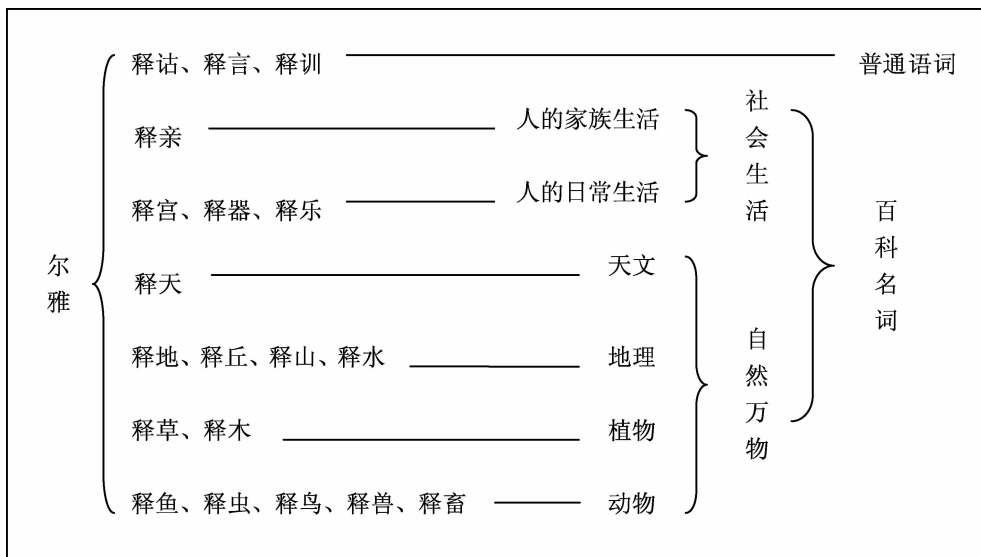 释诂、释言、释训
普通语词
释亲
人的家族生活
释宫、释器、释乐
人的日常生活
社会生活
尔雅
释天
天文
百科名词
释地、释丘、释山、释水
地理
自然万物
释草、释木
植物
释鱼、释虫、释鸟、释兽、释畜
动物